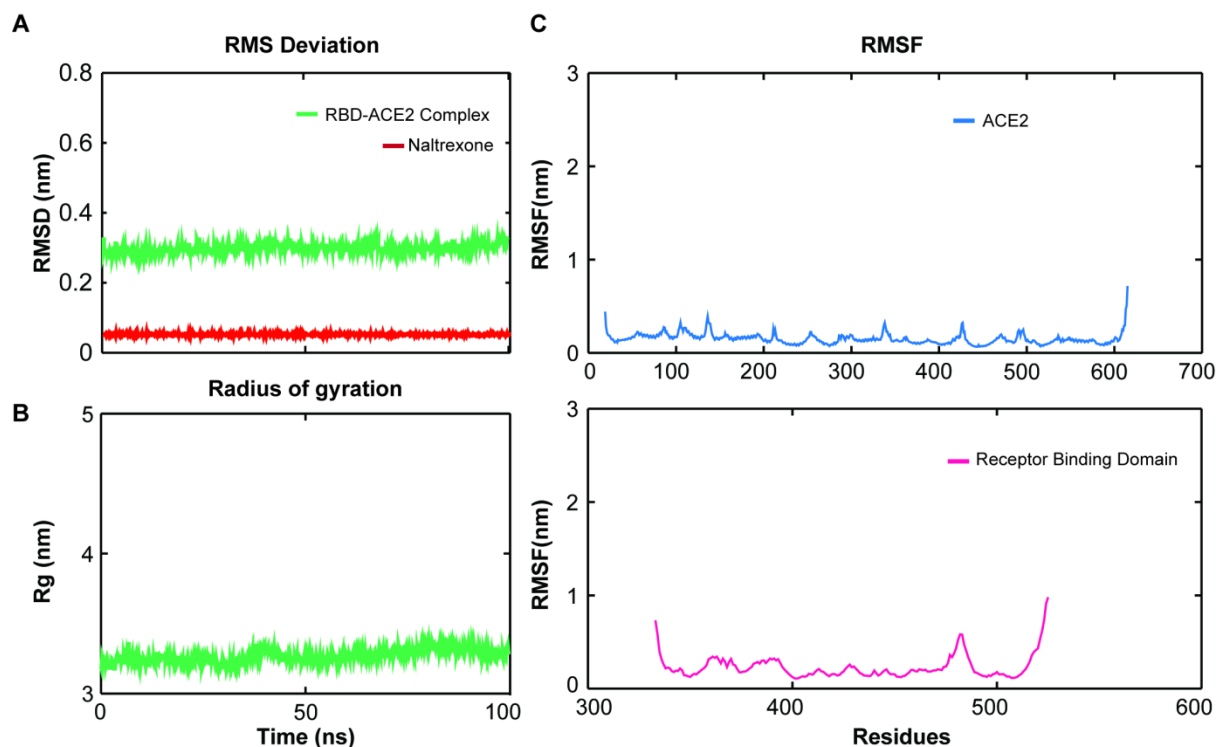 A
RMS Deviation
0.8
0.6
0.4
0.2
0
RMSD (nm)
RBD-ACE2 Complex
Naltrexone
B
Radius of gyration
5
4
3
Rg (nm)
0
50
100
Time (ns)
C
RMSF
3
2
1
0
RMSF(nm)
ACE2
0
100
200
300
400
500
600
700
3
2
1
0
RMSF(nm)
Receptor Binding Domain
300
400
500
600
Residues